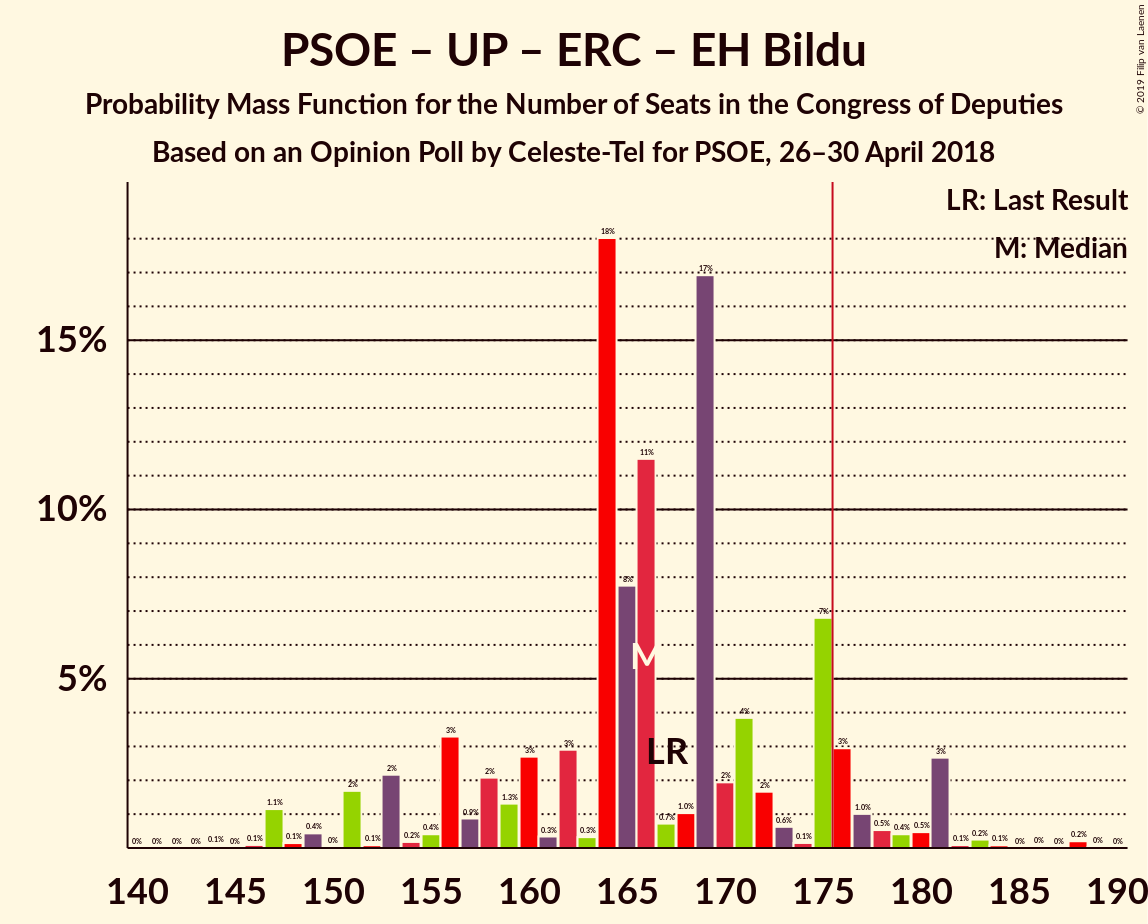 PSOE – UP – ERC – EH Bildu
Probability Mass Function for the Number of Seats in the Congress of Deputies
Based on an Opinion Poll by Celeste-Tel for PSOE, 26–30 April 2018
© 2019 Filip van Laenen
LR: Last Result
M: Median
15%
10%
5%
0% 0% 0% 0% 0.1% 0% 0.1% 1.1% 0.1% 0.4% 0% 2% 0.1% 2% 0.2% 0.4% 3% 0.9% 2% 1.3% 3% 0.3% 3% 0.3% 18% 8% 11% 0.7% 1.0% 17% 2% 4% 2% 0.6% 0.1% 7% 3% 1.0% 0.5% 0.4% 0.5% 3% 0.1% 0.2% 0.1% 0% 0% 0% 0.2% 0% 0%
M
LR
140 145 150 155 160 165 170 175 180 185 190